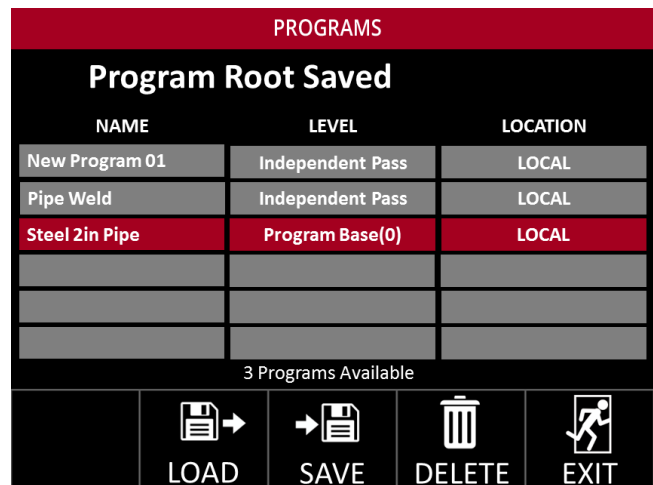 PROGRAMS
Program Root Saved
NAME LEVEL LOCATION
New Program 01 Independent Pass LOCAL
Pipe Weld Independent Pass LOCAL
Steel 2in Pipe Program Base(0) LOCAL
3 Programs Available
LOAD SAVE DELETE EXIT